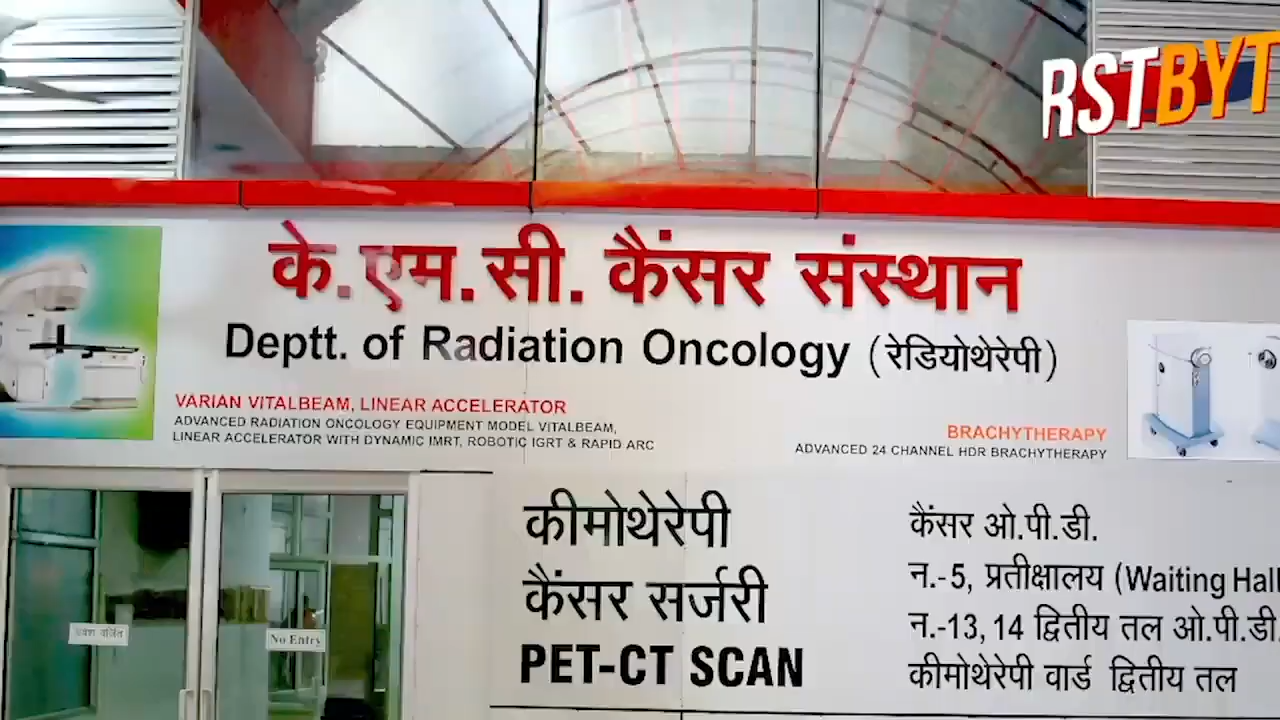 RSTBYT
के.एम.सी. कैंसर संस्थान
Deptt. of Radiation Oncology (रेडियोथेरेपी)
VARIAN VITALBEAM, LINEAR ACCELERATOR
ADVANCED RADIATION ONCOLOGY EQUIPMENT MODEL VITALBEAM,
LINEAR ACCELERATOR WITH DYNAMIC IMRT, ROBOTIC IGRT & RAPID ARC
BRACHYTHERAPY
ADVANCED 24 CHANNEL HDR BRACHYTHERAPY
कीमोथेरेपी
कैंसर सर्जरी
PET-CT SCAN
कैंसर ओ.पी.डी.
न.-5, प्रतीक्षालय (Waiting Hall
न.-13, 14 द्वितीय तल ओ.पी.डी.
कीमोथेरेपी वार्ड द्वितीय तल
प्रवेश वर्जित
No Entry